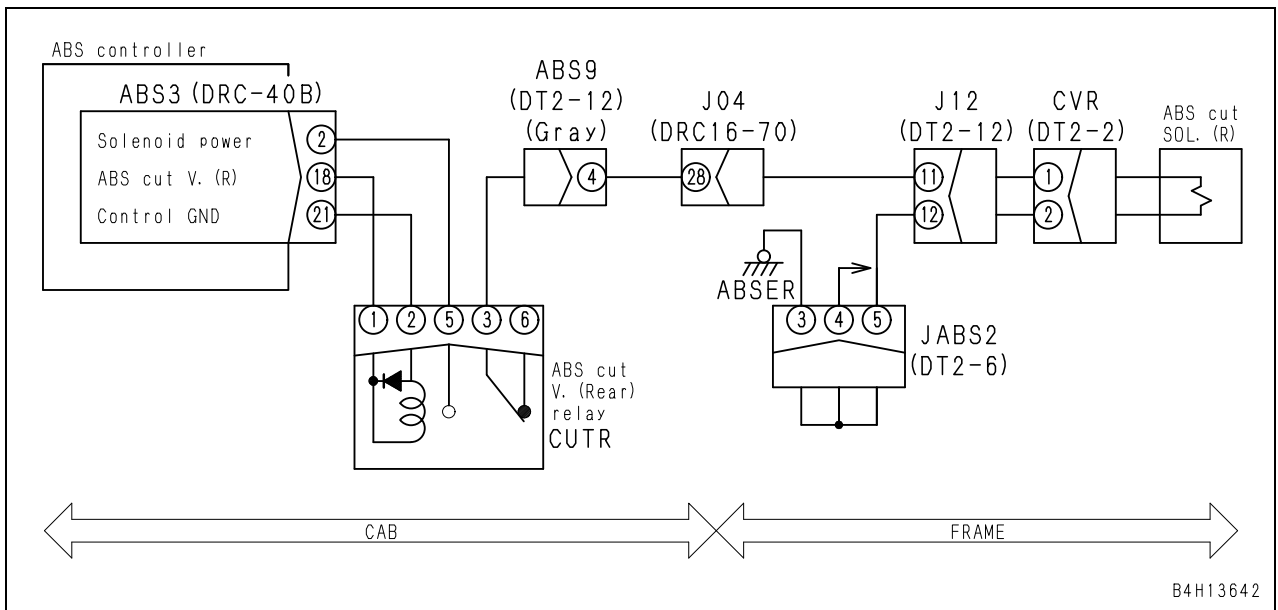 ABS controller
ABS3 (DRC-40B)
Solenoid power
2
ABS cut V. (R)
18
Control GND
21
ABS9
(DT2-12)
(Gray)
4
J04
(DRC16-70)
28
J12
(DT2-12)
11
12
CVR
(DT2-2)
1
2
ABS cut
SOL. (R)
1
2
5
3
6
ABS cut
V. (Rear)
relay
CUTR
ABSER
3
4
5
JABS2
(DT2-6)
CAB
FRAME
B4H13642